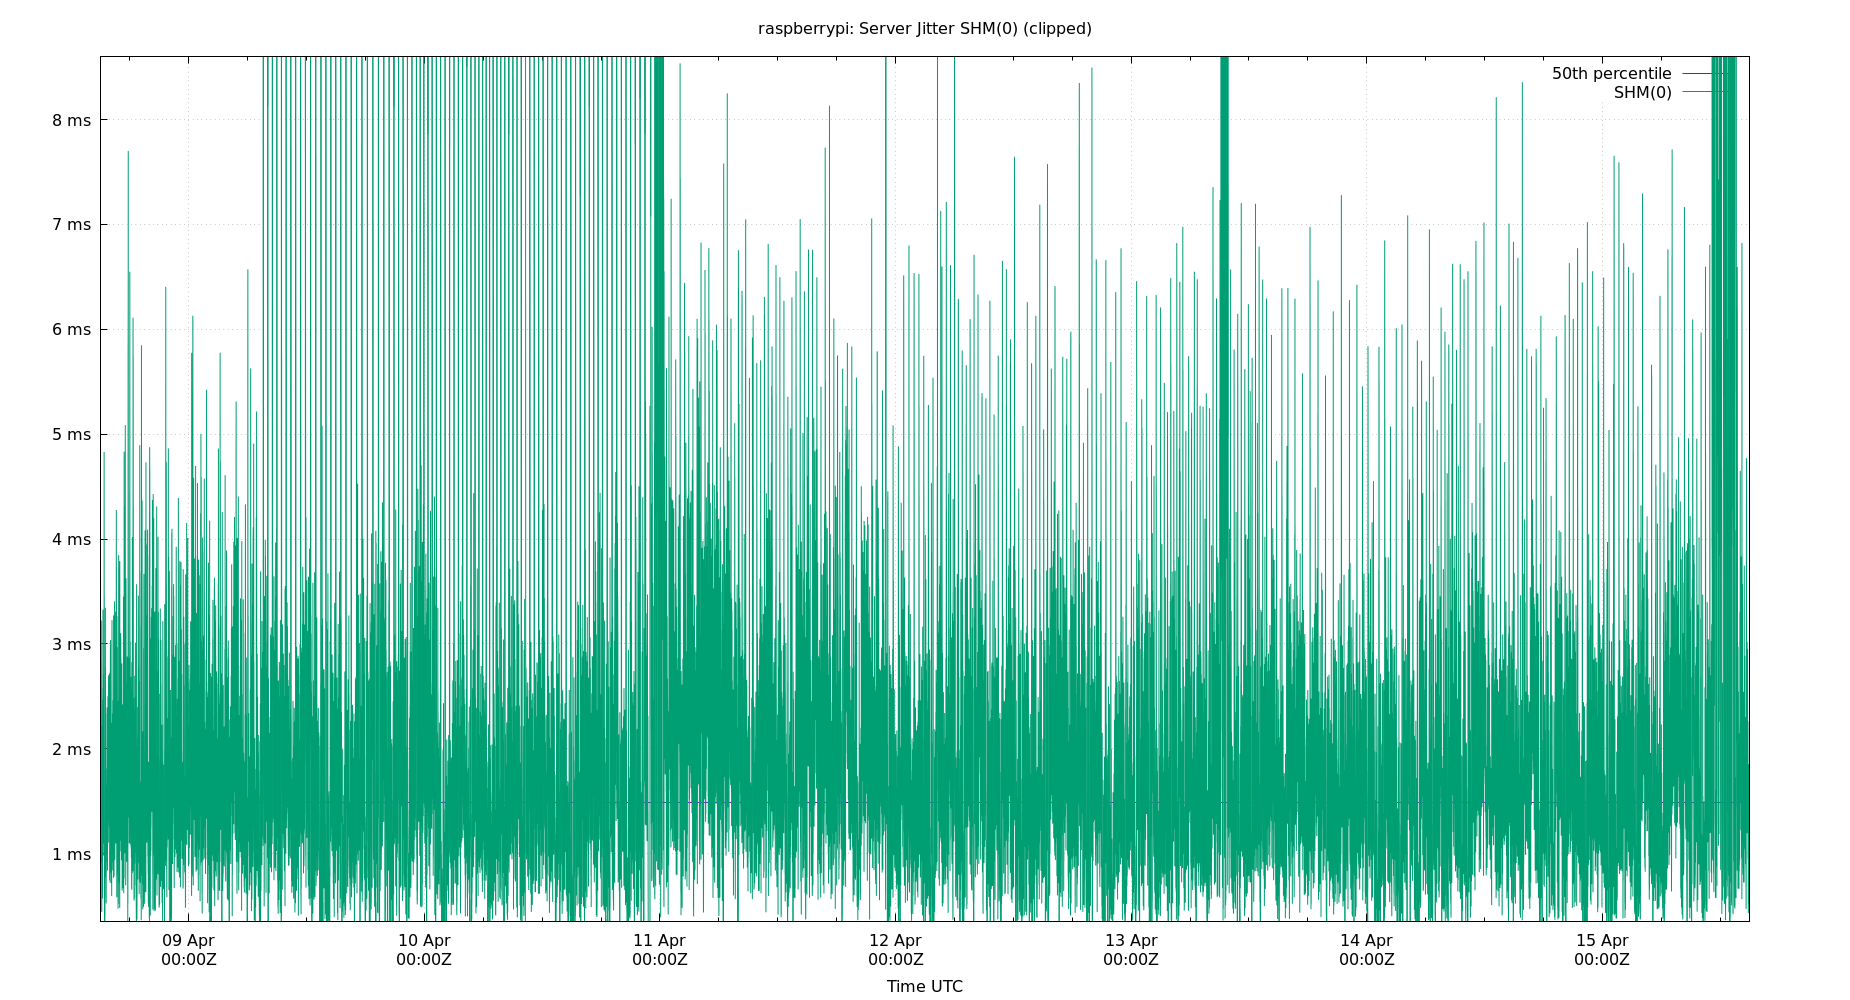 raspberrypi: Server Jitter SHM(0) (clipped)
50th percentile
SHM(0)
8 ms
7 ms
6 ms
5 ms
4 ms
3 ms
2 ms
1 ms
09 Apr 10 Apr 11 Apr 12 Apr 13 Apr 14 Apr 15 Apr
00:00Z 00:00Z 00:00Z 00:00Z 00:00Z 00:00Z 00:00Z
Time UTC